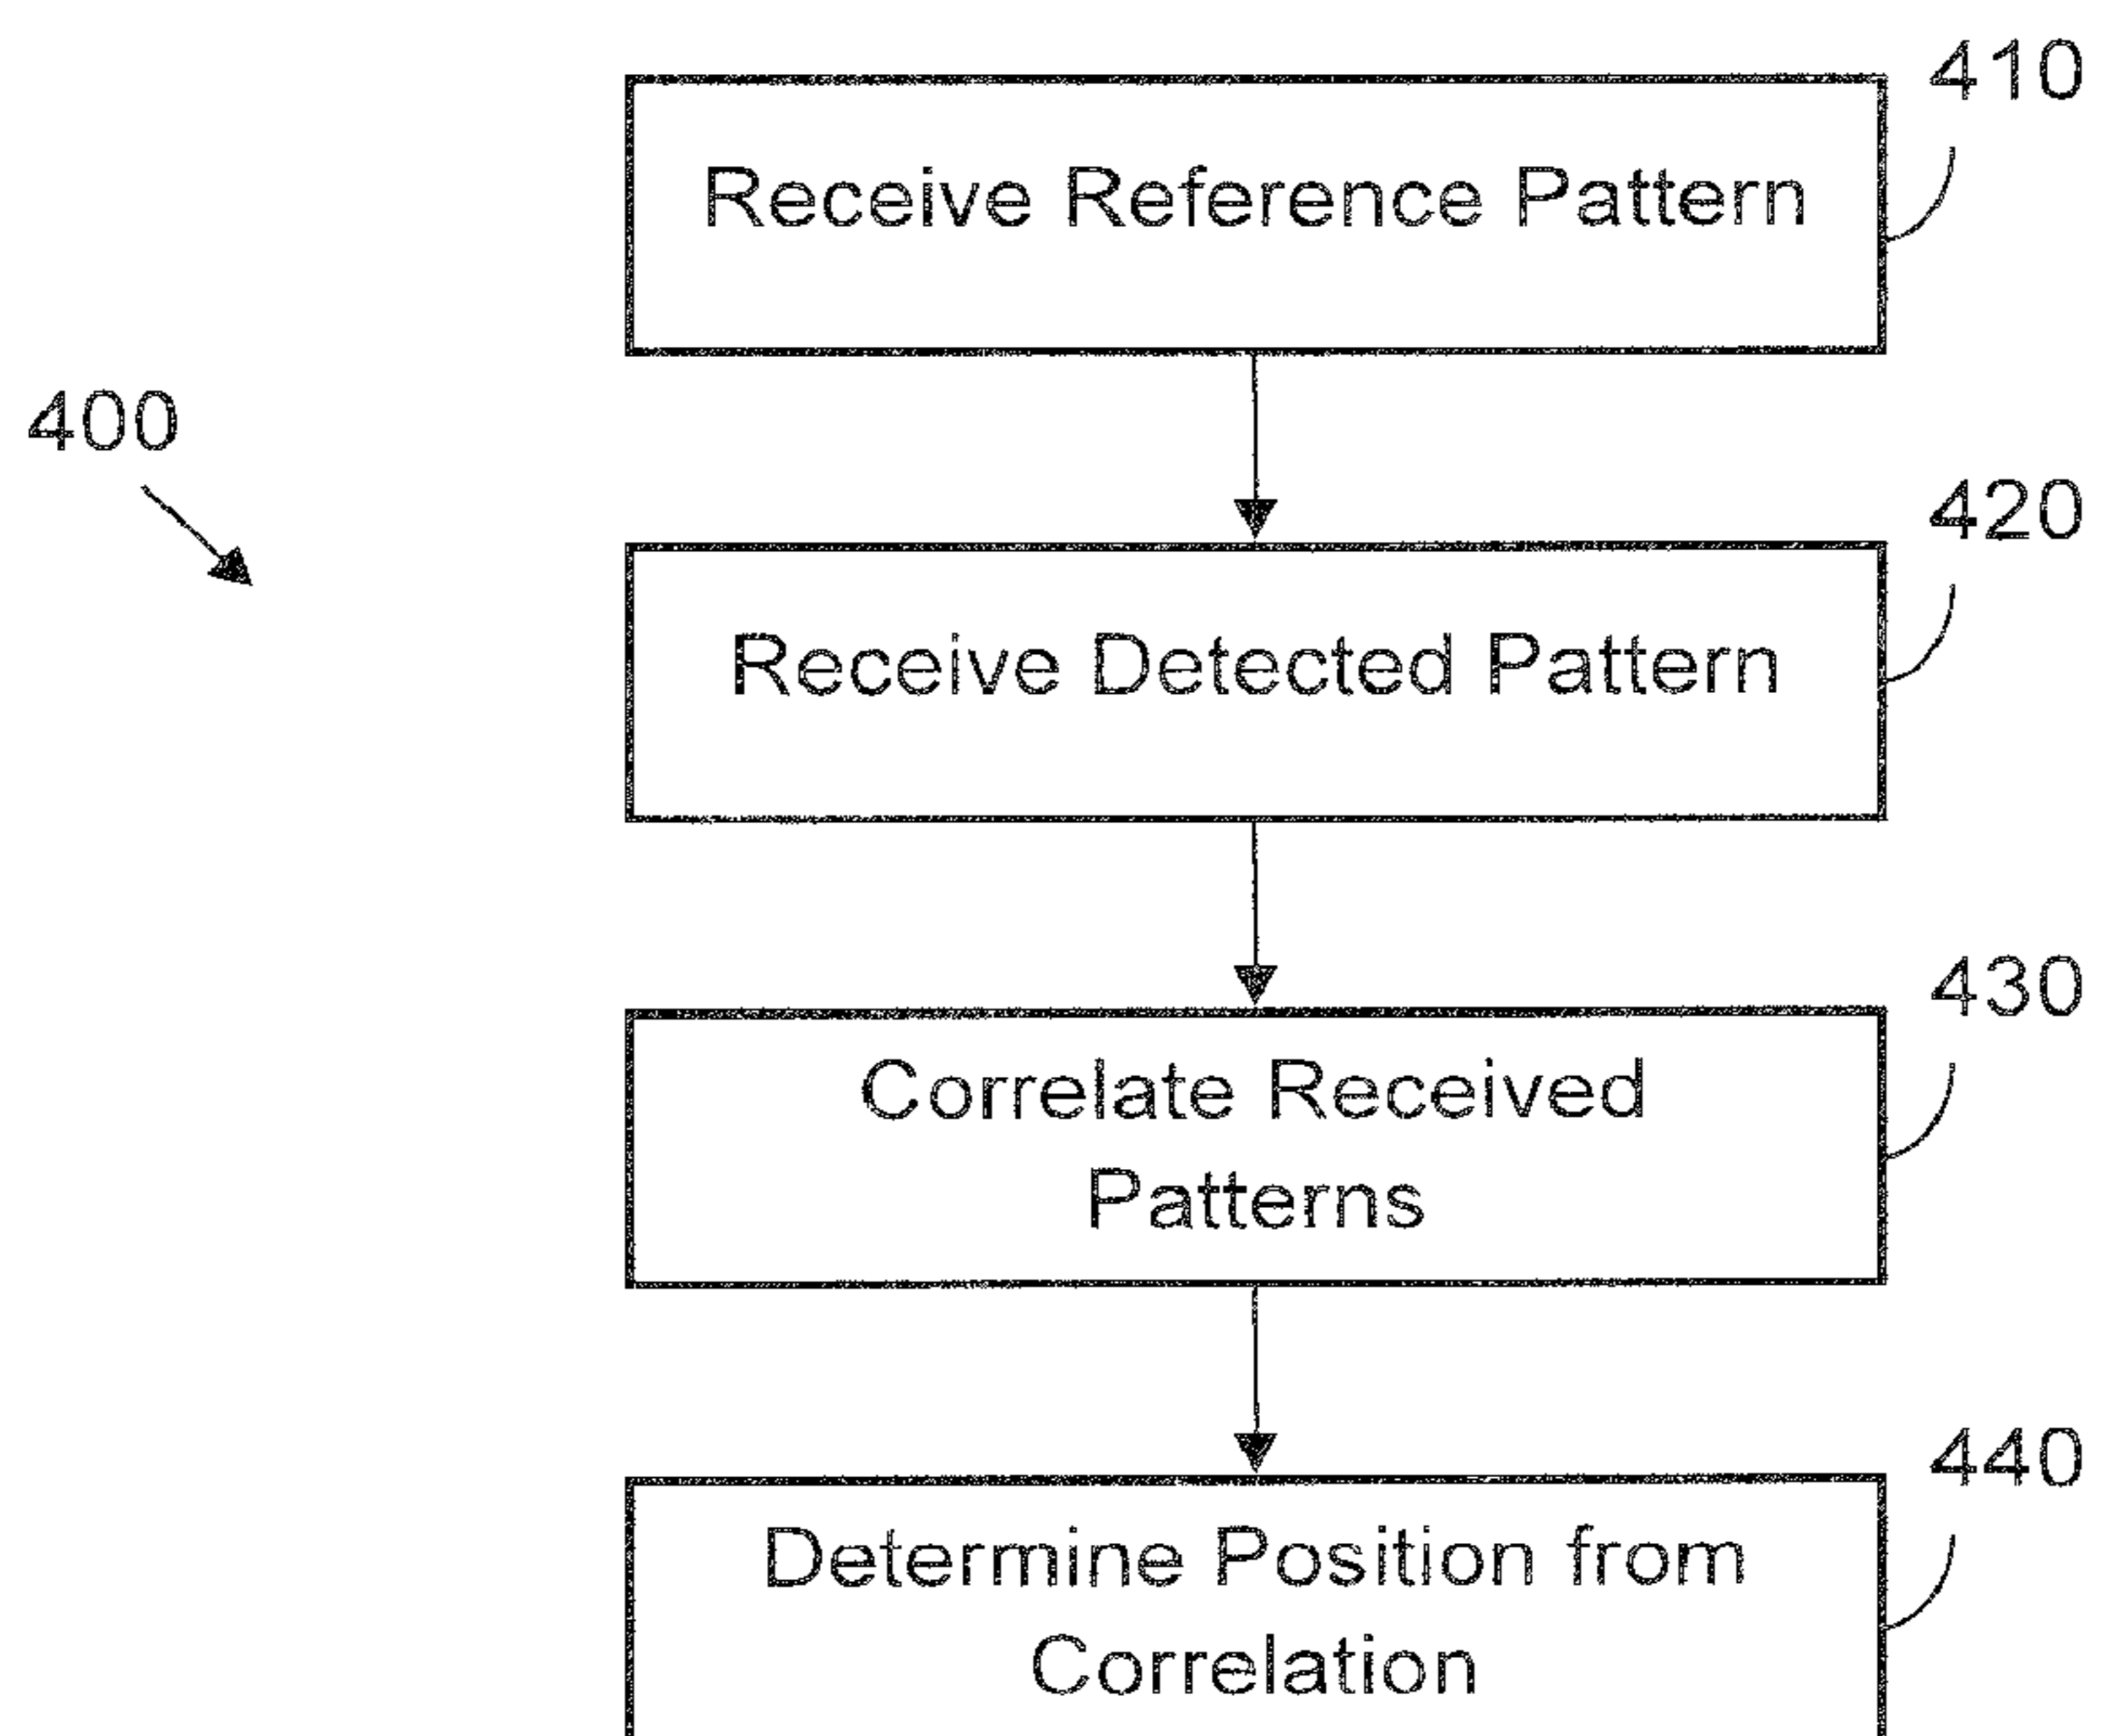 410
Receive Reference Pattern
400
420
Receive Detected Pattern
430
Correlate Received
Patterns
440
Determine Position from
Correlation